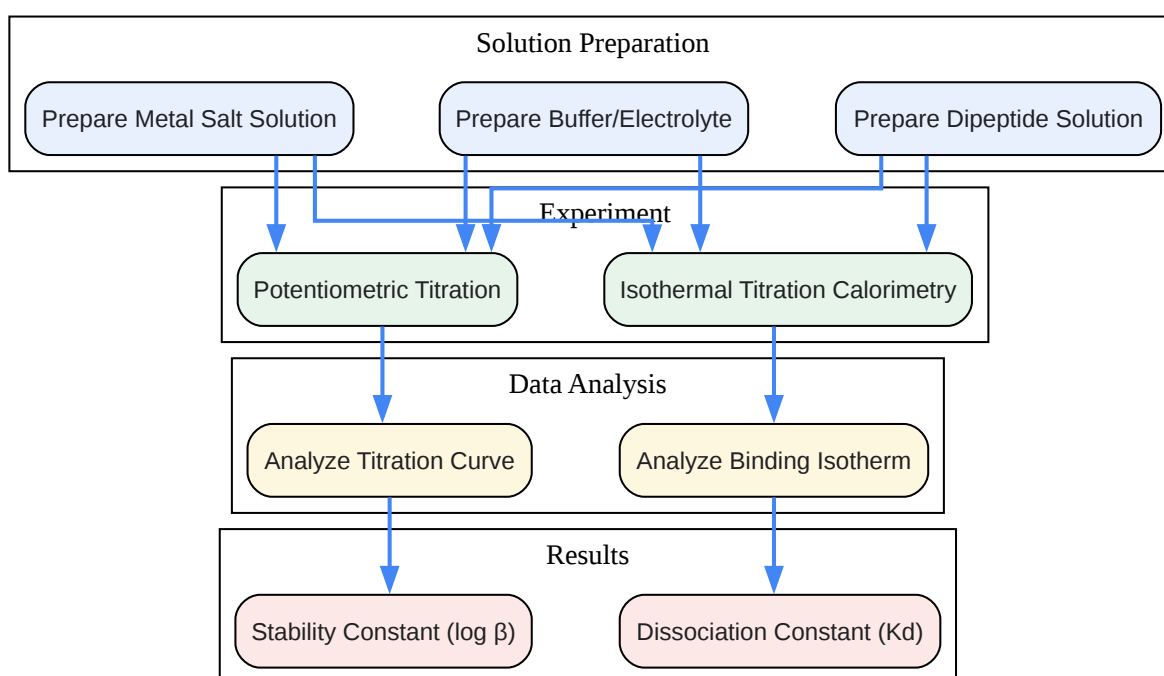 Solution Preparation
Prepare Metal Salt Solution
Prepare Buffer/Electrolyte
Prepare Dipeptide Solution
Experiment
Potentiometric Titration
Isothermal Titration Calorimetry
Data Analysis
Analyze Titration Curve
Analyze Binding Isotherm
Results
Stability Constant (log β)
Dissociation Constant (Kd)